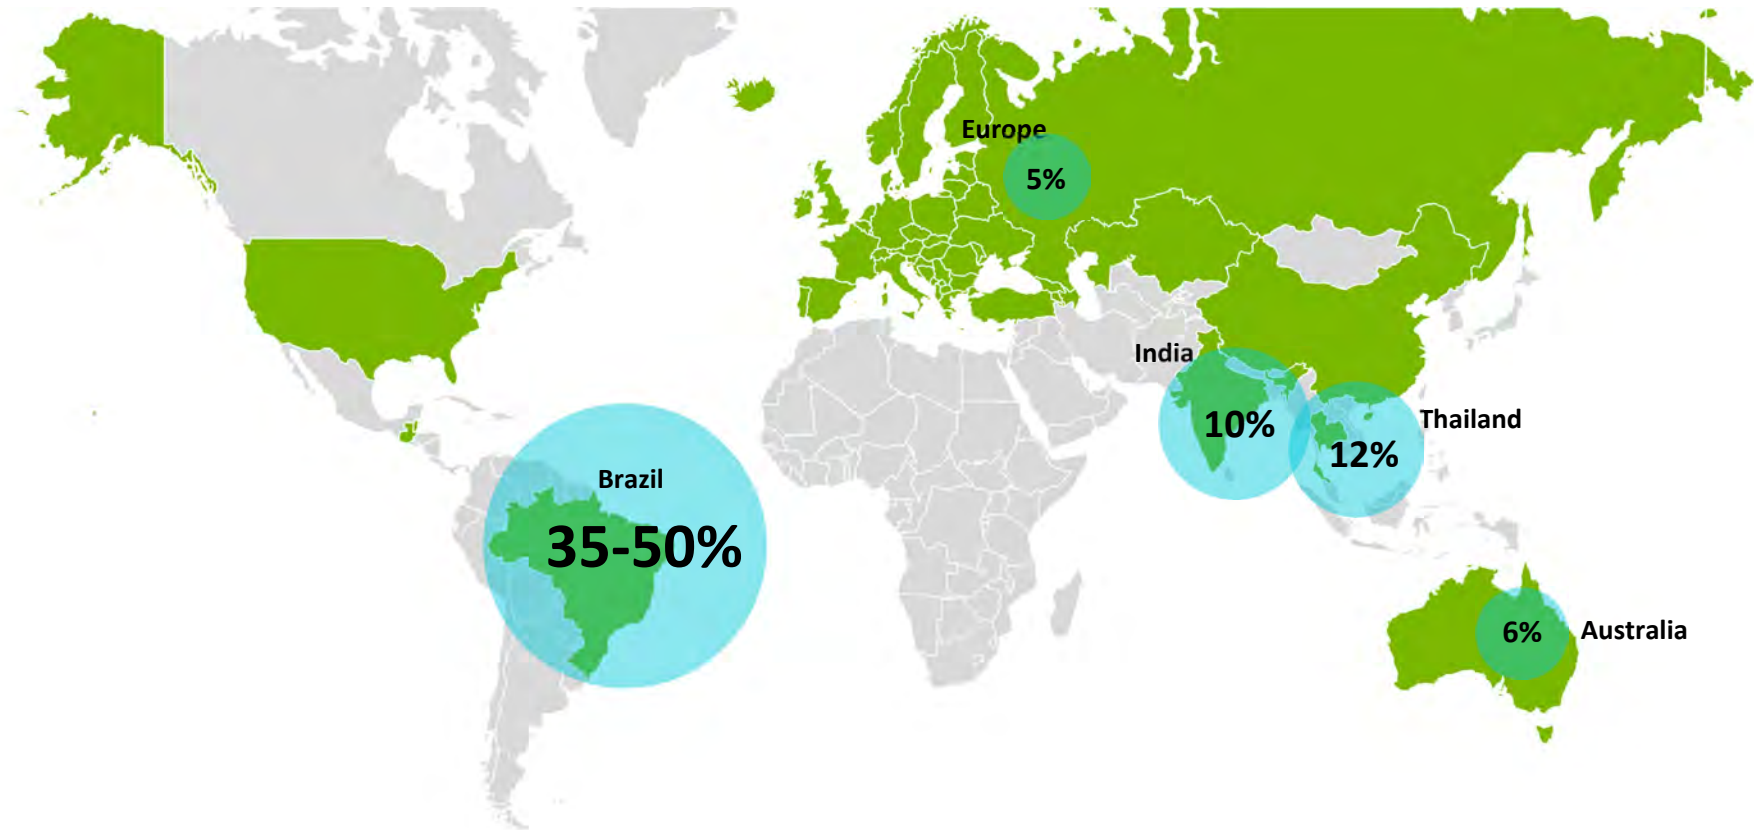 Europe
5%
India
10%
Thailand
12%
Brazil
35-50%
6%
Australia